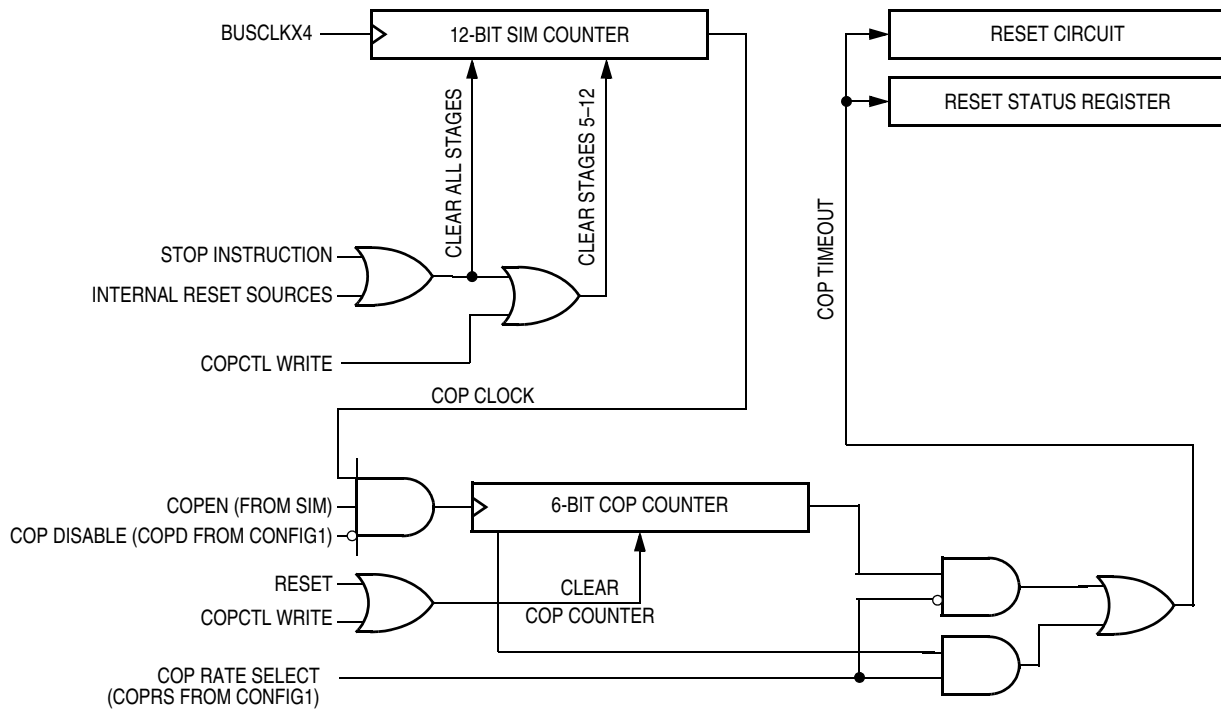 BUSCLKX4
12-BIT SIM COUNTER
RESET CIRCUIT
RESET STATUS REGISTER
CLEAR ALL STAGES
CLEAR STAGES 5–12
COP TIMEOUT
STOP INSTRUCTION
INTERNAL RESET SOURCES
COPCTL WRITE
COP CLOCK
COPEN (FROM SIM)
COP DISABLE (COPD FROM CONFIG1)
6-BIT COP COUNTER
RESET
COPCTL WRITE
CLEAR
COP COUNTER
COP RATE SELECT
(COPRS FROM CONFIG1)